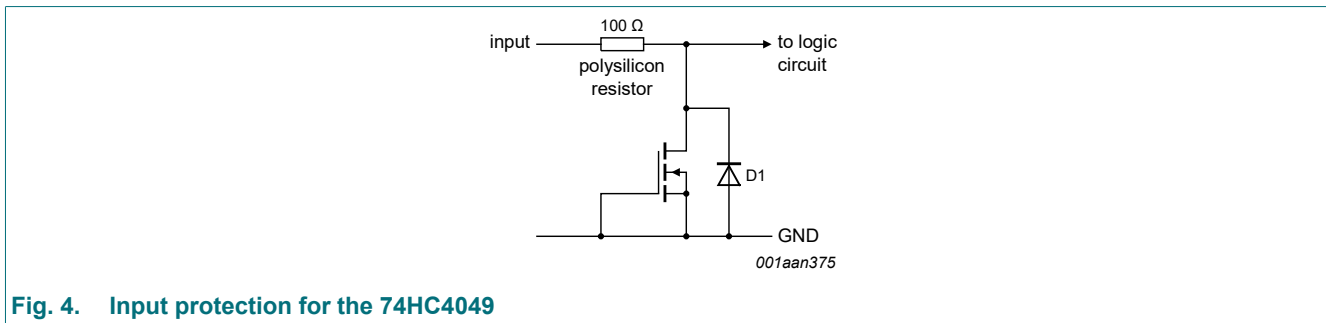 100 Ω
input
to logic
circuit
polysilicon
resistor
D1
GND
001aan375
Fig. 4. Input protection for the 74HC4049